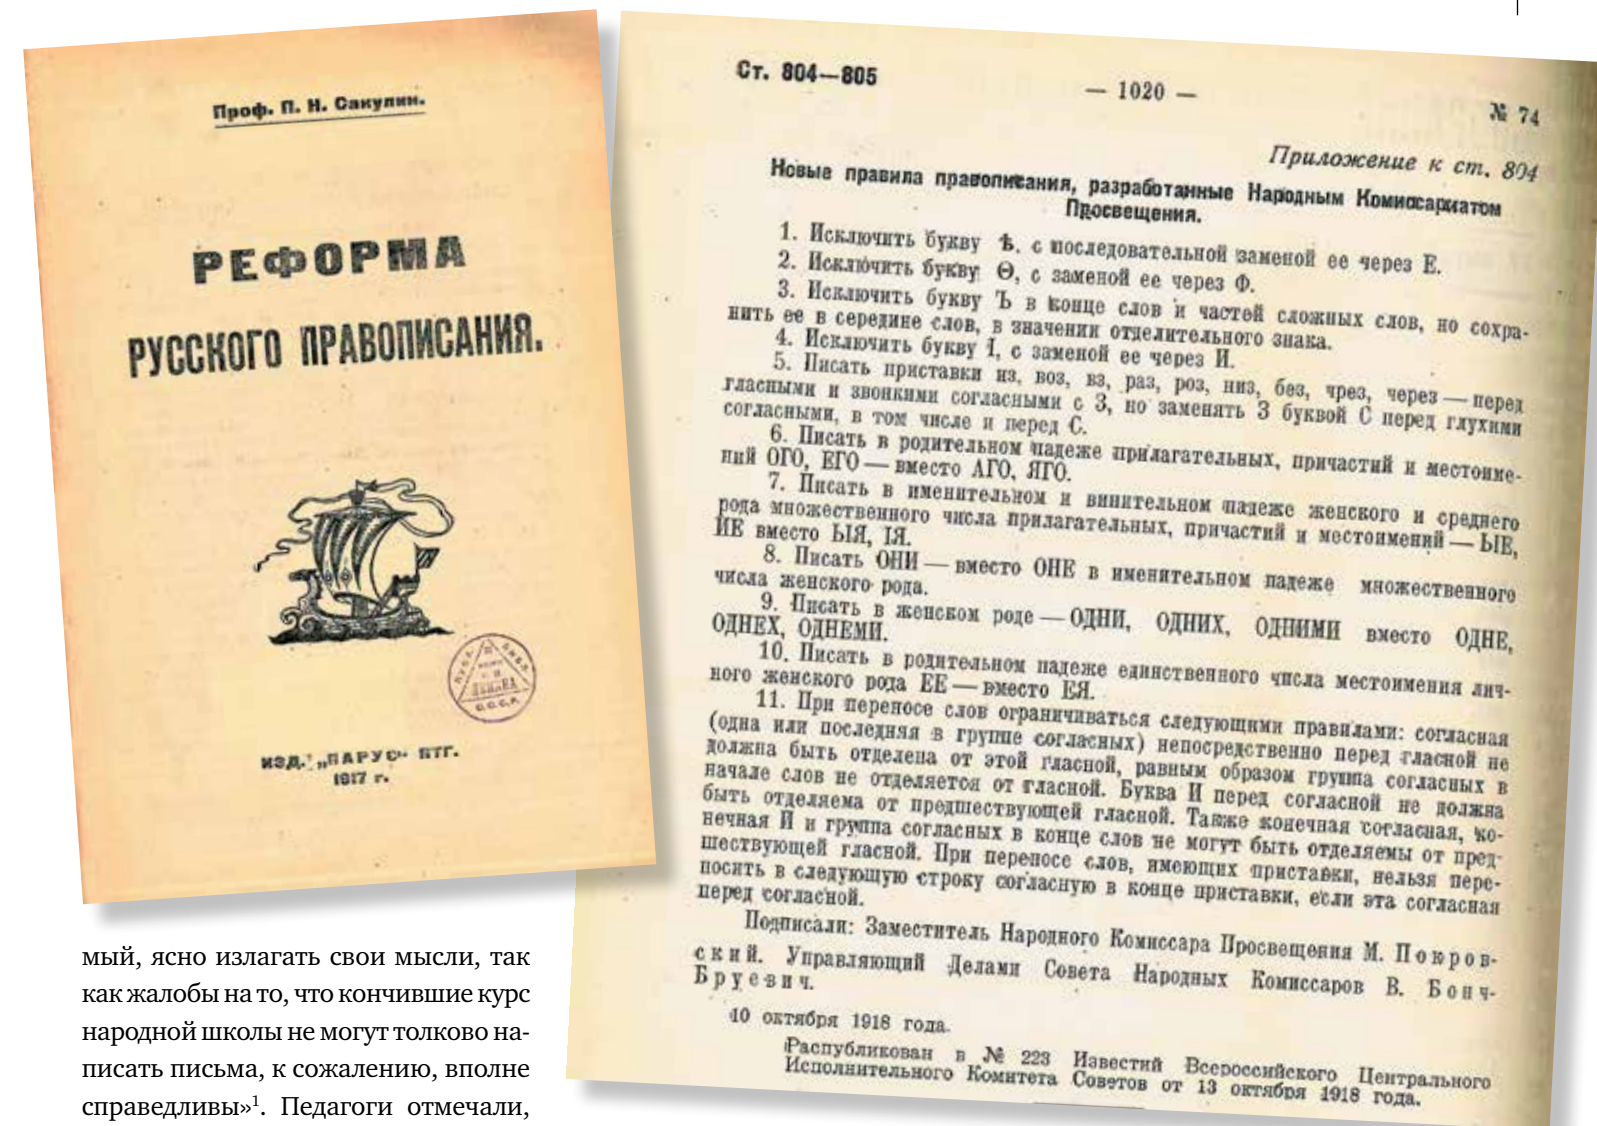 Проф. П. Н. Сакулин.
РЕФОРМА
РУССКОГО ПРАВОПИСАНИЯ.
ЛЕНИНА
С.С.С.Р.
ИЗД. „ПАРУС" ПТГ.
1917 г.
Ст. 804—805
— 1020 —
№ 74
Приложение к ст. 804
Новые правила правописания, разработанные Народным Комиссариатом
Просвещения.
1. Исключить букву Ѣ, с последовательной заменой ее через Е.
2. Исключить букву Ѳ, с заменой ее через Ф.
3. Исключить букву Ъ в конце слов и частей сложных слов, но сохра-
нить ее в середине слов, в значении отделительного знака.
4. Исключить букву І, с заменой ее через И.
5. Писать приставки из, воз, вз, раз, роз, низ, без, чрез, через — перед
гласными и звонкими согласными с З, но заменять З буквой С перед глухими
согласными, в том числе и перед С.
6. Писать в родительном падеже прилагательных, причастий и местоиме-
ний ОГО, ЕГО — вместо АГО, ЯГО.
7. Писать в именительном и винительном падеже женского и среднего
рода множественного числа прилагательных, причастий и местоимений — ЫЕ,
ИЕ вместо ЫЯ, ІЯ.
8. Писать ОНИ — вместо ОНЕ в именительном падеже множественного
числа женского рода.
9. Писать в женском роде — ОДНИ, ОДНИХ, ОДНИМИ вместо ОДНЕ,
ОДНЕХ, ОДНЕМИ.
10. Писать в родительном падеже единственного числа местоимения лич-
ного женского рода ЕЕ — вместо ЕЯ.
11. При переносе слов ограничиваться следующими правилами: согласная
(одна или последняя в группе согласных) непосредственно перед гласной не
должна быть отделена от этой гласной, равным образом группа согласных в
начале слов не отделяется от гласной. Буква Й перед согласной не должна
быть отделяема от предшествующей гласной. Также конечная согласная, ко-
нечная Й и группа согласных в конце слов не могут быть отделяемы от пред-
шествующей гласной. При переносе слов, имеющих приставки, нельзя пере-
носить в следующую строку согласную в конце приставки, если эта согласная
перед согласной.
Подписали: Заместитель Народного Комиссара Просвещения М. Покров-
ский. Управляющий Делами Совета Народных Комиссаров В. Бонч-
Бруевич.
10 октября 1918 года.
Распубликован в № 223 Известий Всероссийского Центрального
Исполнительного Комитета Советов от 13 октября 1918 года.
мый, ясно излагать свои мысли, так
как жалобы на то, что кончившие курс
народной школы не могут толково на-
писать письма, к сожалению, вполне
справедливы»¹. Педагоги отмечали,